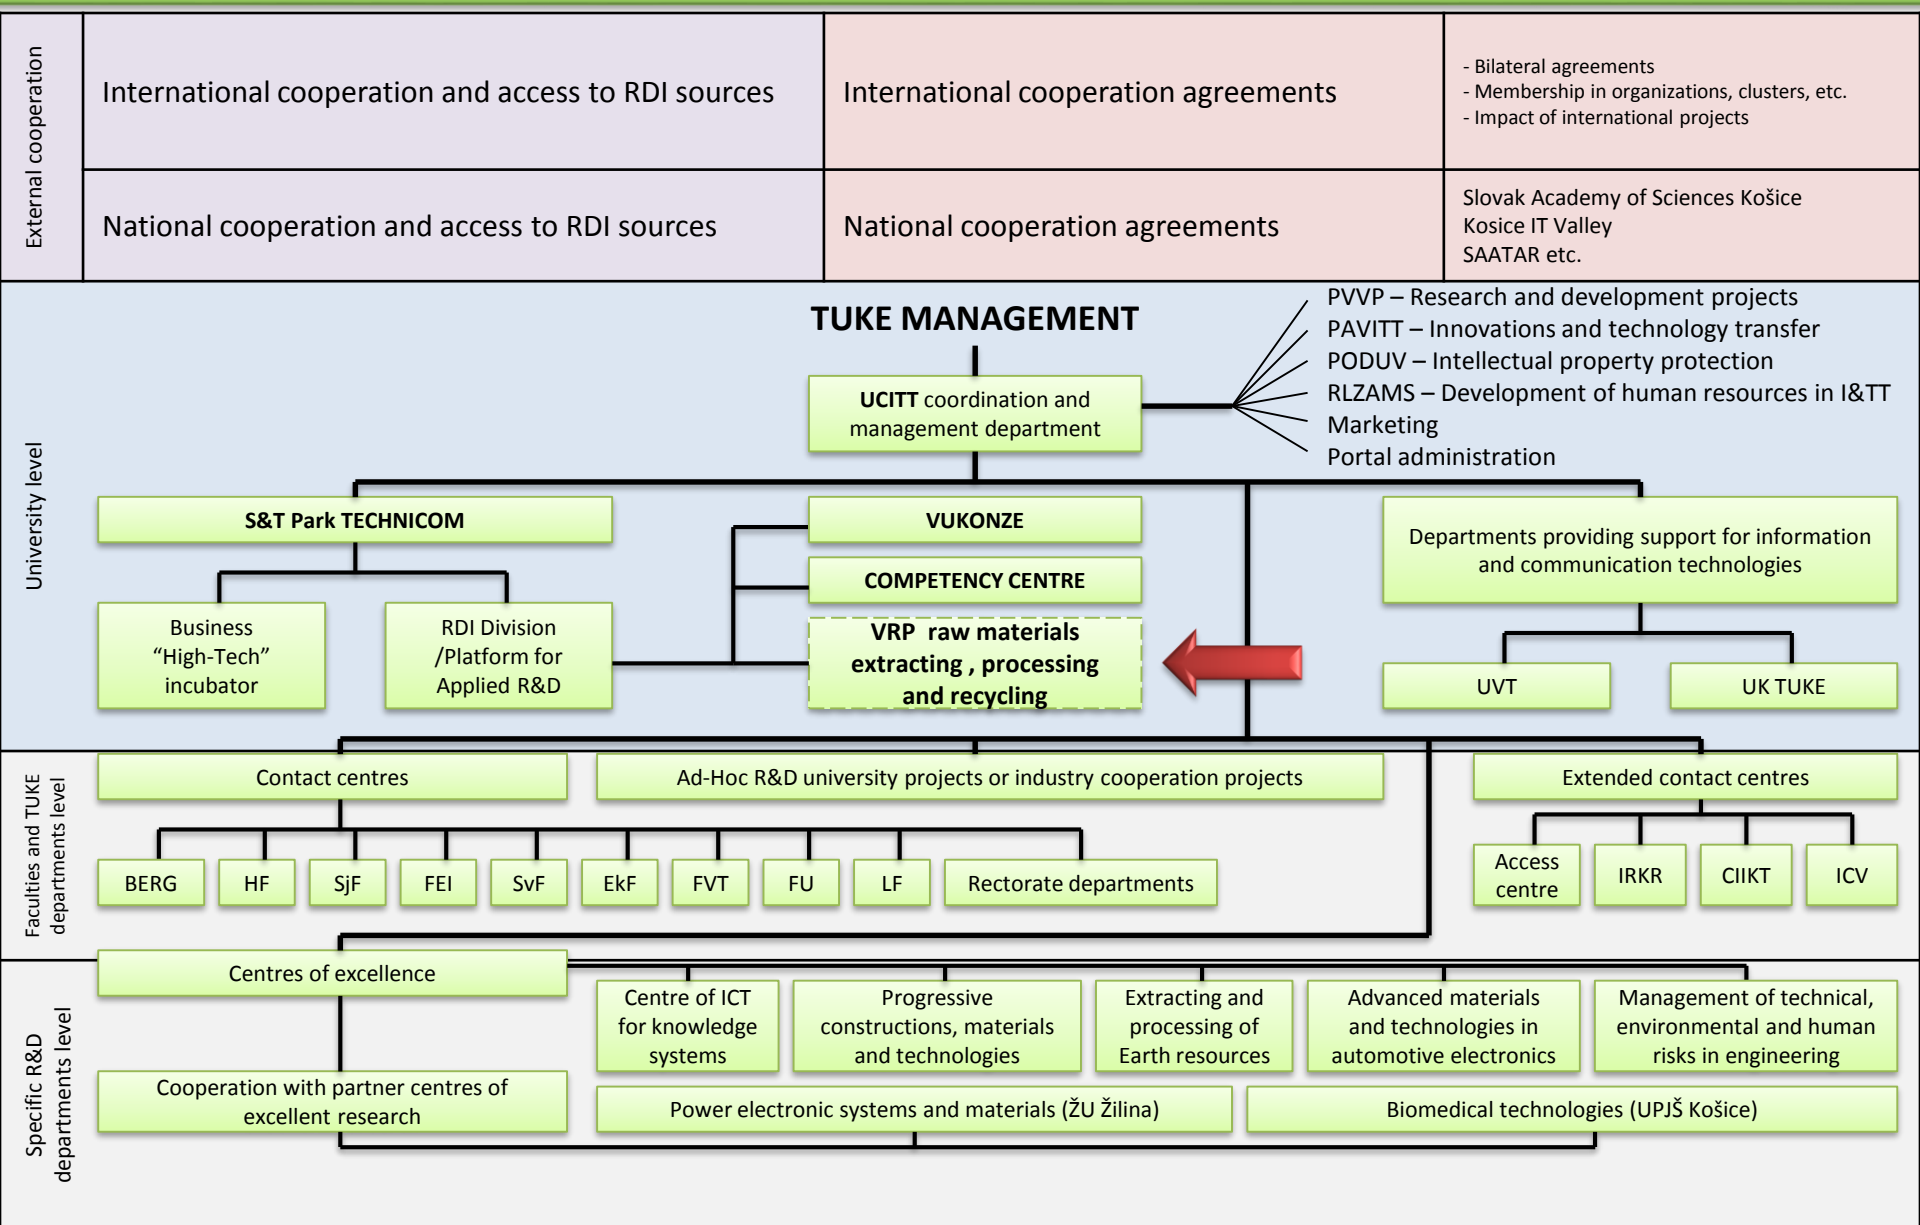 External cooperation
International cooperation and access to RDI sources
International cooperation agreements
- Bilateral agreements
- Membership in organizations, clusters, etc.
- Impact of international projects
National cooperation and access to RDI sources
National cooperation agreements
Slovak Academy of Sciences Košice
Kosice IT Valley
SAATAR etc.
University level
TUKE MANAGEMENT
UCITT coordination and
management department
PVVP – Research and development projects
PAVITT – Innovations and technology transfer
PODUV – Intellectual property protection
RLZAMS – Development of human resources in I&TT
Marketing
Portal administration
S&T Park TECHNICOM
VUKONZE
COMPETENCY CENTRE
VRP raw materials
extracting , processing
and recycling
Departments providing support for information
and communication technologies
Business
“High-Tech”
incubator
RDI Division
/Platform for
Applied R&D
UVT
UK TUKE
Faculties and TUKE
departments level
Contact centres
Ad-Hoc R&D university projects or industry cooperation projects
Extended contact centres
BERG
HF
SjF
FEI
SvF
EkF
FVT
FU
LF
Rectorate departments
Access
centre
IRKR
CIIKT
ICV
Specific R&D
departments level
Centres of excellence
Centre of ICT
for knowledge
systems
Progressive
constructions, materials
and technologies
Extracting and
processing of
Earth resources
Advanced materials
and technologies in
automotive electronics
Management of technical,
environmental and human
risks in engineering
Cooperation with partner centres of
excellent research
Power electronic systems and materials (ŽU Žilina)
Biomedical technologies (UPJŠ Košice)